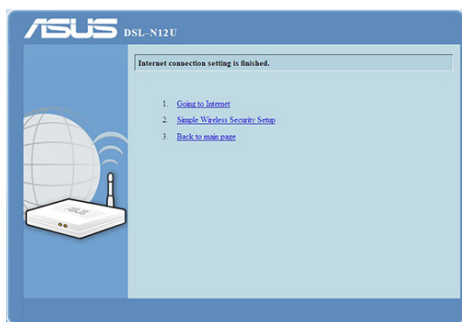 ASUS DSL-N12U
Internet connection setting is finished.
1. Going to Internet
2. Simple Wireless Security Setup
3. Back to main page
ASUS